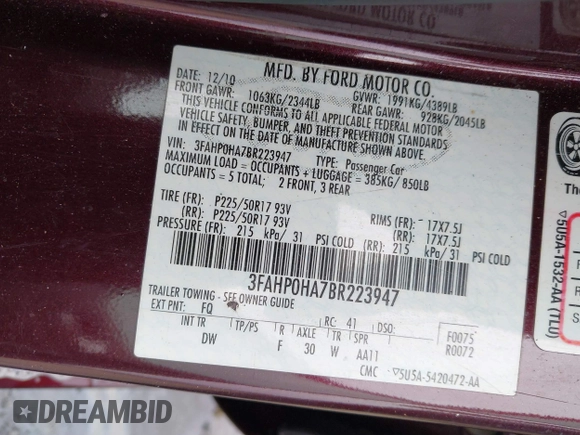 FORD MOTOR CO.
MFD. BY FORD MOTOR CO.
DATE: 12/10 GVWR: 1991KG/4389LB
FRONT GAWR: 1063KG/2344LB REAR GAWR: 928KG/2045LB
THIS VEHICLE CONFORMS TO ALL APPLICABLE FEDERAL MOTOR
VEHICLE SAFETY, BUMPER, AND THEFT PREVENTION STANDARDS
IN EFFECT ON THE DATE OF MANUFACTURE SHOWN ABOVE.
VIN: 3FAHP0HA7BR223947 TYPE: Passenger Car
MAXIMUM LOAD = OCCUPANTS + LUGGAGE = 385KG/850LB
OCCUPANTS = 5 TOTAL; 2 FRONT, 3 REAR
TIRE (FR): P225/50R17 93V RIMS (FR): 17X7.5J
(RR): P225/50R17 93V (RR): 17X7.5J
PRESSURE (FR): 215 kPa/ 31 PSI COLD (RR): 215 kPa/ 31 PSI COLD
3FAHP0HA7BR223947
TRAILER TOWING - SEE OWNER GUIDE
EXT PNT: FQ RC: 41 DSO: F0075
INT TR TP/PS R AXLE TR SPR R0072
DW F 30 W AA11
CMC 5U5A-5420472-AA
5U5A-1532-AA (TLD)
DREAMBID